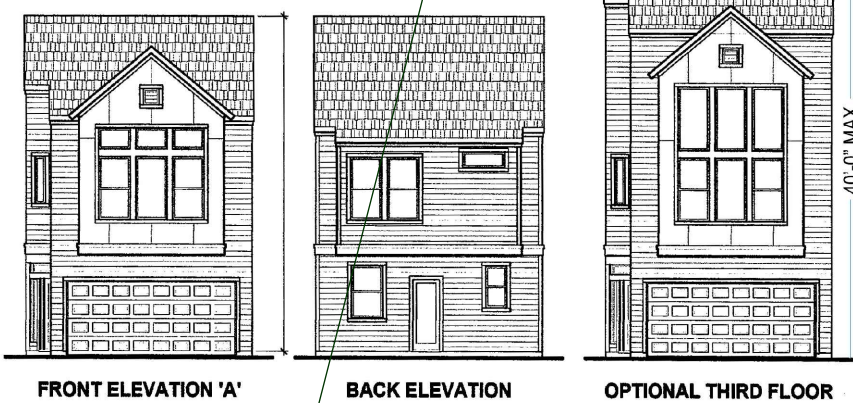 40'-0" MAX
FRONT ELEVATION 'A'
BACK ELEVATION
OPTIONAL THIRD FLOOR